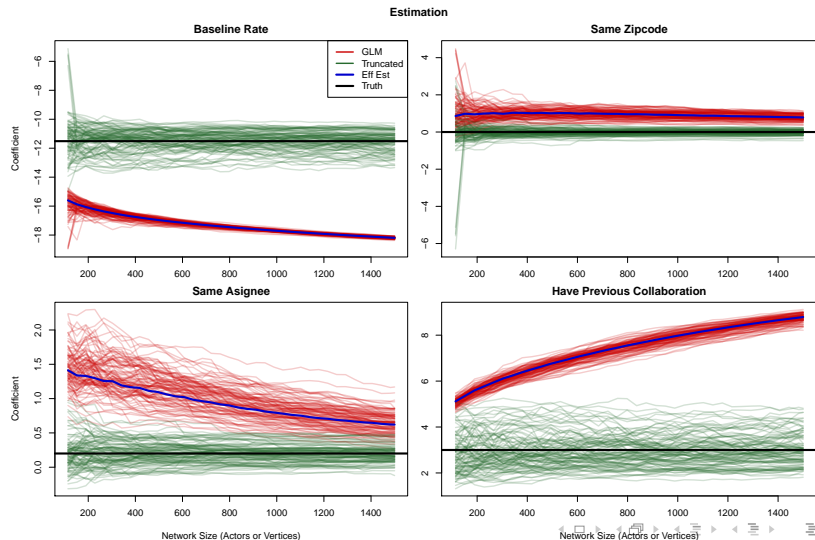 Estimation
Baseline Rate
Same Zipcode
GLM
Truncated
Eff Est
Truth
Coefficient
-6
-8
-10
-12
-14
-16
-18
200 400 600 800 1000 1200 1400
4
2
0
-2
-4
-6
200 400 600 800 1000 1200 1400
Same Asignee
Have Previous Collaboration
Coefficient
2.0
1.5
1.0
0.5
0.0
200 400 600 800 1000 1200 1400
8
6
4
2
200 400 600 800 1000 1200 1400
Network Size (Actors or Vertices)
Network Size (Actors or Vertices)